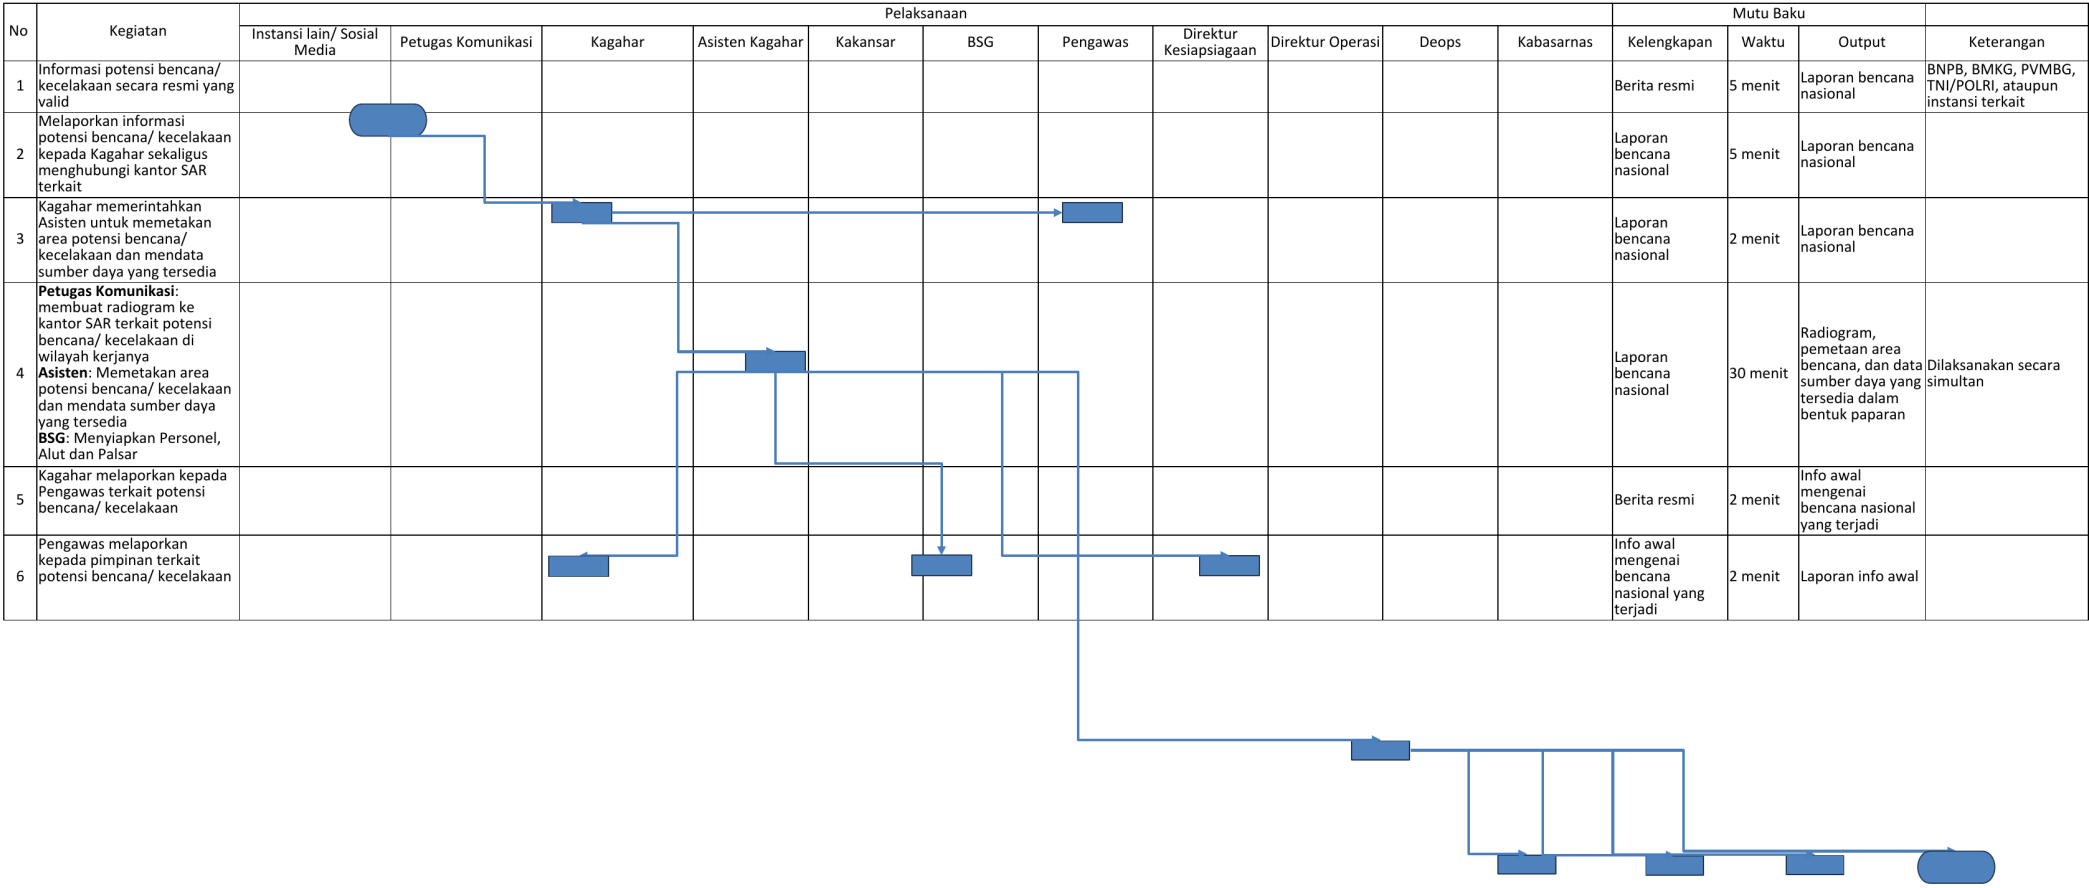 No
Kegiatan
Pelaksanaan
Mutu Baku
Instansi lain/ Sosial
Media
Petugas Komunikasi
Kagahar
Asisten Kagahar
Kakansar
BSG
Pengawas
Direktur
Kesiapsiagaan
Direktur Operasi
Deops
Kabasarnas
Kelengkapan
Waktu
Output
Keterangan
1
Informasi potensi bencana/
kecelakaan secara resmi yang
valid
Berita resmi
5 menit
Laporan bencana
nasional
BNPB, BMKG, PVMBG,
TNI/POLRI, ataupun
instansi terkait
2
Melaporkan informasi
potensi bencana/ kecelakaan
kepada Kagahar sekaligus
menghubungi kantor SAR
terkait
Laporan
bencana
nasional
5 menit
Laporan bencana
nasional
3
Kagahar memerintahkan
Asisten untuk memetakan
area potensi bencana/
kecelakaan dan mendata
sumber daya yang tersedia
Laporan
bencana
nasional
2 menit
Laporan bencana
nasional
4
Petugas Komunikasi:
membuat radiogram ke
kantor SAR terkait potensi
bencana/ kecelakaan di
wilayah kerjanya
Asisten: Memetakan area
potensi bencana/ kecelakaan
dan mendata sumber daya
yang tersedia
BSG: Menyiapkan Personel,
Alut dan Palsar
Laporan
bencana
nasional
30 menit
Radiogram,
pemetaan area
bencana, dan data
sumber daya yang
tersedia dalam
bentuk paparan
Dilaksanakan secara
simultan
5
Kagahar melaporkan kepada
Pengawas terkait potensi
bencana/ kecelakaan
Berita resmi
2 menit
Info awal
mengenai
bencana nasional
yang terjadi
6
Pengawas melaporkan
kepada pimpinan terkait
potensi bencana/ kecelakaan
Info awal
mengenai
bencana
nasional yang
terjadi
2 menit
Laporan info awal